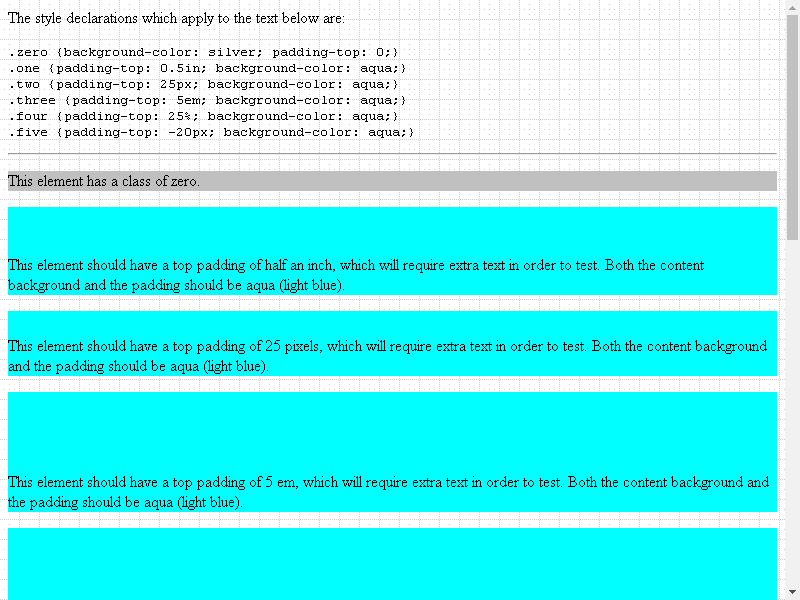 The style declarations which apply to the text below are:
.zero {background-color: silver; padding-top: 0;}
.one {padding-top: 0.5in; background-color: aqua;}
.two {padding-top: 25px; background-color: aqua;}
.three {padding-top: 5em; background-color: aqua;}
.four {padding-top: 25%; background-color: aqua;}
.five {padding-top: -20px; background-color: aqua;}
This element has a class of zero.
This element should have a top padding of half an inch, which will require extra text in order to test. Both the content
background and the padding should be aqua (light blue).
This element should have a top padding of 25 pixels, which will require extra text in order to test. Both the content background
and the padding should be aqua (light blue).
This element should have a top padding of 5 em, which will require extra text in order to test. Both the content background and
the padding should be aqua (light blue).